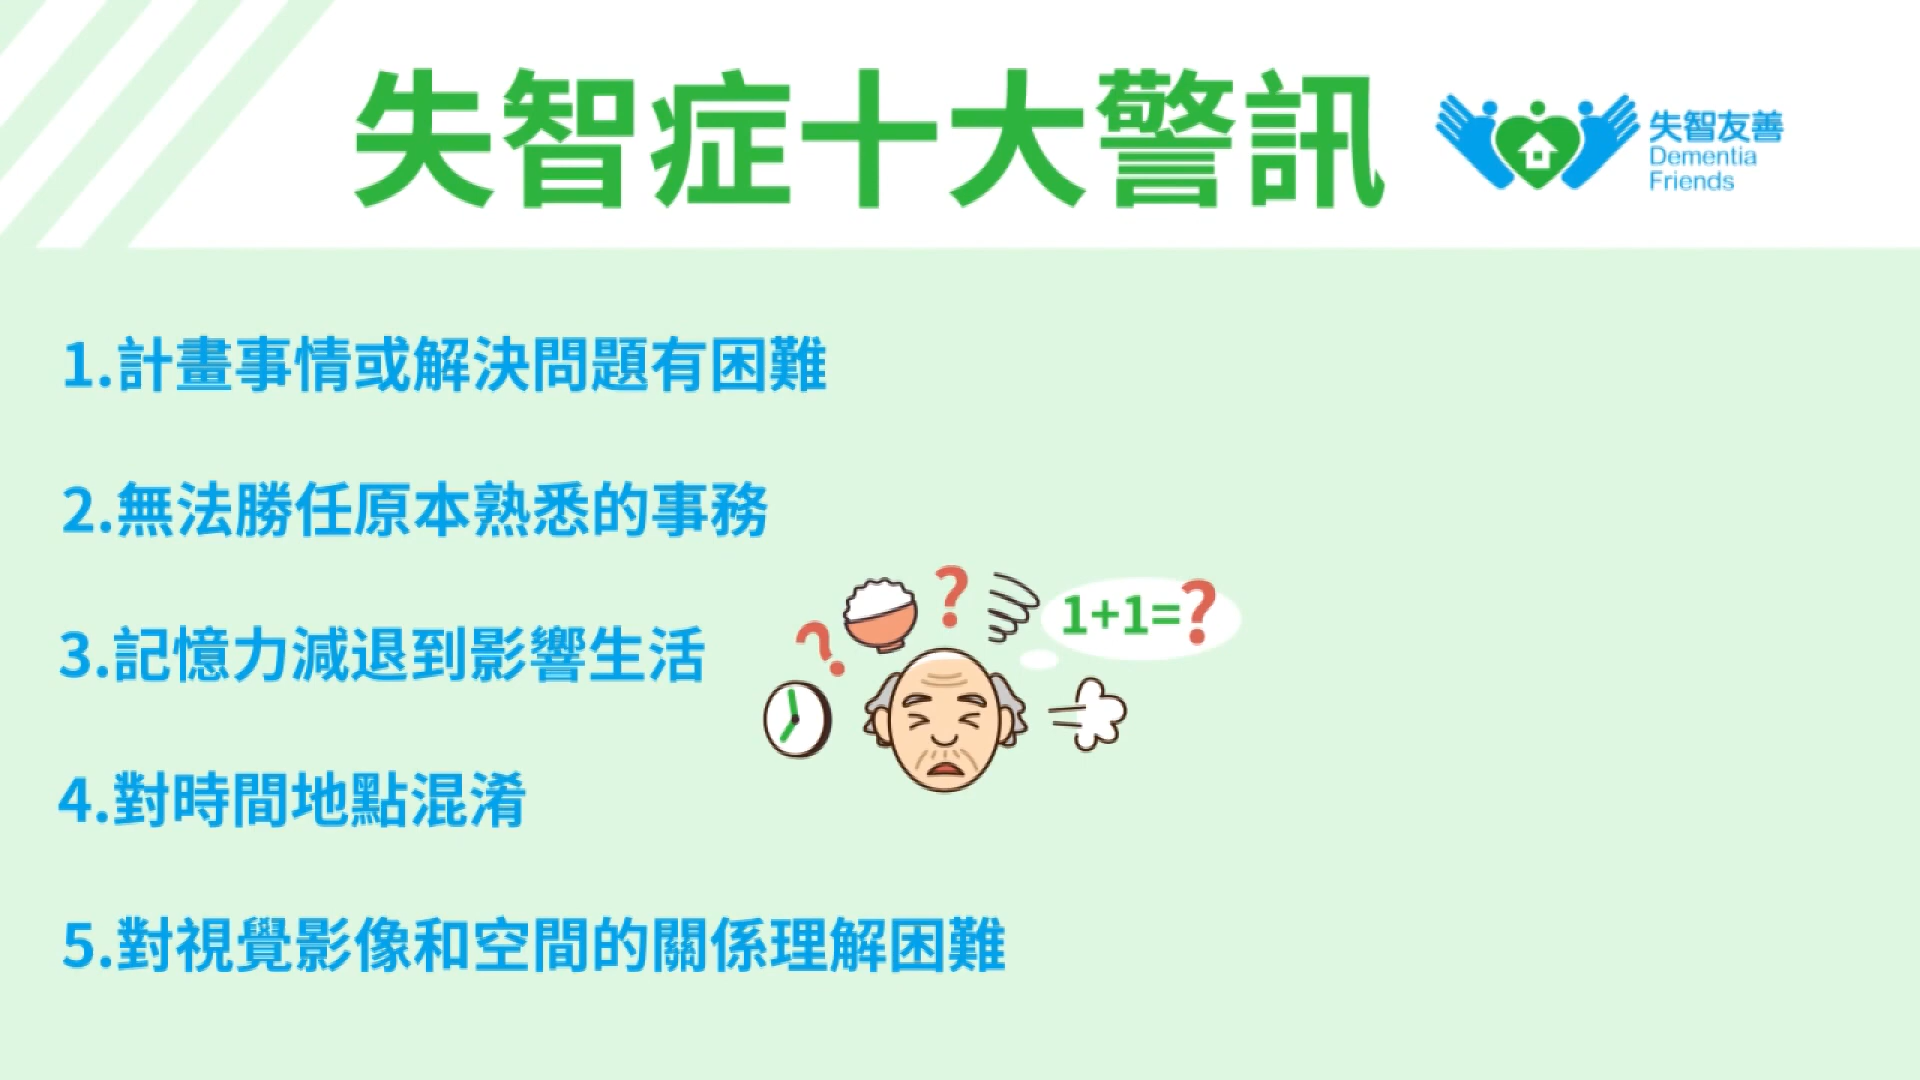 失智症十大警訊
失智友善
Dementia
Friends
1.計畫事情或解決問題有困難
2.無法勝任原本熟悉的事務
?
?
1+1=?
3.記憶力減退到影響生活
4.對時間地點混淆
5.對視覺影像和空間的關係理解困難